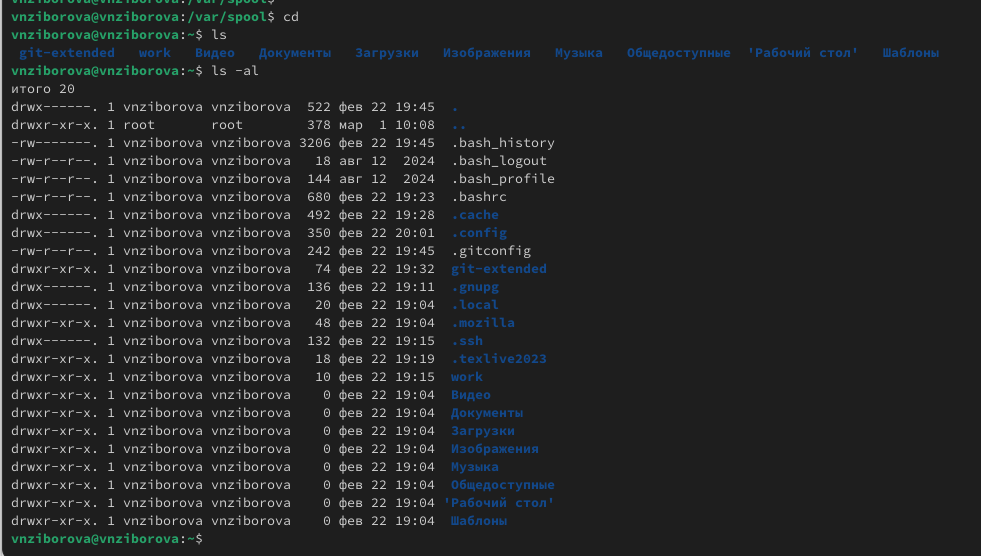 vnziborova@vnziborova:/var/spool$
vnziborova@vnziborova:/var/spool$ cd
vnziborova@vnziborova:~$ ls
git-extended work Видео Документы Загрузки Изображения Музыка Общедоступные 'Рабочий стол' Шаблоны
vnziborova@vnziborova:~$ ls -al
итого 20
drwx------. 1 vnziborova vnziborova 522 фев 22 19:45 .
drwxr-xr-x. 1 root root 378 мар 1 10:08 ..
-rw-------. 1 vnziborova vnziborova 3206 фев 22 19:45 .bash_history
-rw-r--r--. 1 vnziborova vnziborova 18 авг 12 2024 .bash_logout
-rw-r--r--. 1 vnziborova vnziborova 144 авг 12 2024 .bash_profile
-rw-r--r--. 1 vnziborova vnziborova 680 фев 22 19:23 .bashrc
drwx------. 1 vnziborova vnziborova 492 фев 22 19:28 .cache
drwx------. 1 vnziborova vnziborova 350 фев 22 20:01 .config
-rw-r--r--. 1 vnziborova vnziborova 242 фев 22 19:45 .gitconfig
drwxr-xr-x. 1 vnziborova vnziborova 74 фев 22 19:32 git-extended
drwx------. 1 vnziborova vnziborova 136 фев 22 19:11 .gnupg
drwx------. 1 vnziborova vnziborova 20 фев 22 19:04 .local
drwxr-xr-x. 1 vnziborova vnziborova 48 фев 22 19:04 .mozilla
drwx------. 1 vnziborova vnziborova 132 фев 22 19:15 .ssh
drwxr-xr-x. 1 vnziborova vnziborova 18 фев 22 19:19 .texlive2023
drwxr-xr-x. 1 vnziborova vnziborova 10 фев 22 19:15 work
drwxr-xr-x. 1 vnziborova vnziborova 0 фев 22 19:04 Видео
drwxr-xr-x. 1 vnziborova vnziborova 0 фев 22 19:04 Документы
drwxr-xr-x. 1 vnziborova vnziborova 0 фев 22 19:04 Загрузки
drwxr-xr-x. 1 vnziborova vnziborova 0 фев 22 19:04 Изображения
drwxr-xr-x. 1 vnziborova vnziborova 0 фев 22 19:04 Музыка
drwxr-xr-x. 1 vnziborova vnziborova 0 фев 22 19:04 Общедоступные
drwxr-xr-x. 1 vnziborova vnziborova 0 фев 22 19:04 'Рабочий стол'
drwxr-xr-x. 1 vnziborova vnziborova 0 фев 22 19:04 Шаблоны
vnziborova@vnziborova:~$